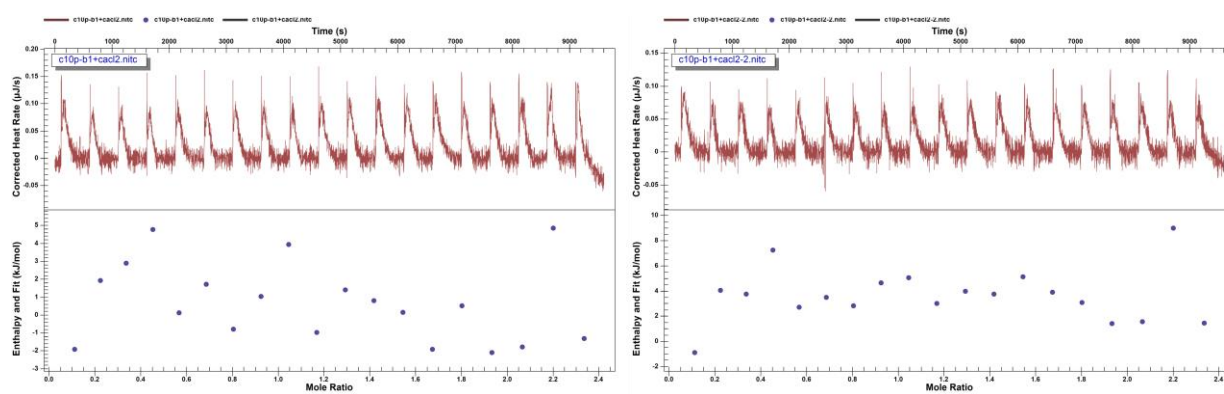 c10p-b1+cacl2.nitc c10p-b1+cacl2.nitc c10p-b1+cacl2.nitc
Time (s)
0 1000 2000 3000 4000 5000 6000 7000 8000 9000
0.20
c10p-b1+cacl2.nitc
0.15
0.10
0.05
0
-0.05
Corrected Heat Rate (µJ/s)
5
4
3
2
1
0
-1
-2
-3
Enthalpy and Fit (kJ/mol)
0.0 0.2 0.4 0.6 0.8 1.0 1.2 1.4 1.6 1.8 2.0 2.2 2.4
Mole Ratio
c10p-b1+cacl2-2.nitc c10p-b1+cacl2-2.nitc c10p-b1+cacl2-2.nitc
Time (s)
0 1000 2000 3000 4000 5000 6000 7000 8000 9000
0.15
c10p-b1+cacl2-2.nitc
0.10
0.05
0
-0.05
Corrected Heat Rate (µJ/s)
10
8
6
4
2
0
-2
Enthalpy and Fit (kJ/mol)
0.0 0.2 0.4 0.6 0.8 1.0 1.2 1.4 1.6 1.8 2.0 2.2 2.4
Mole Ratio